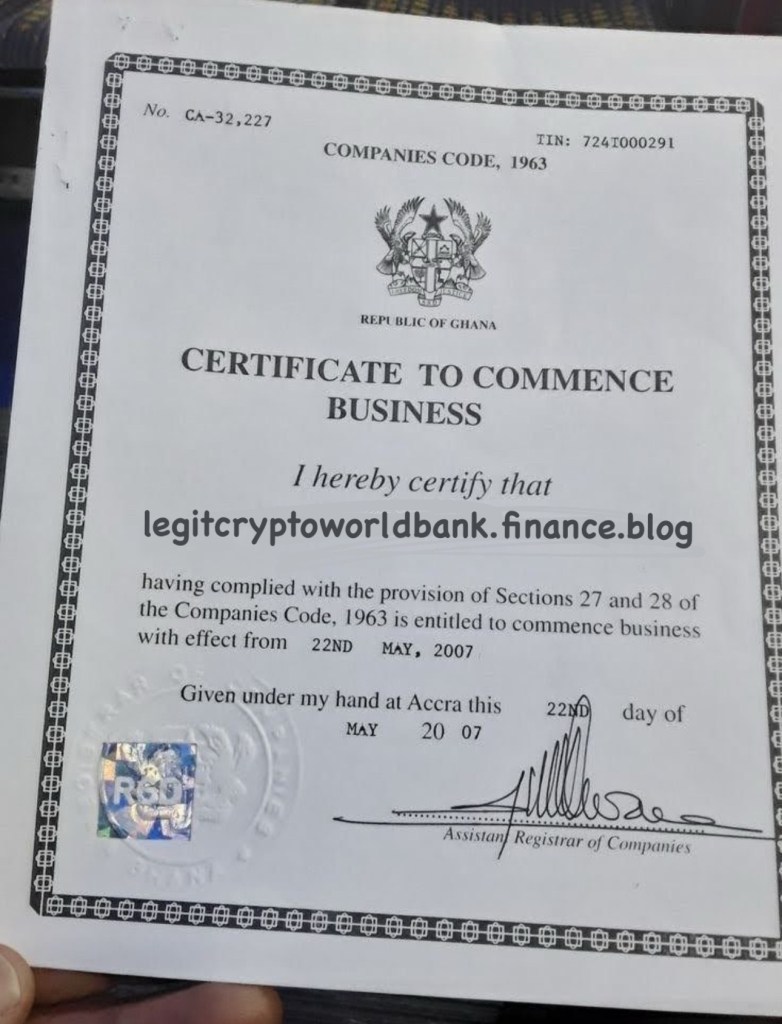 No. CA-32,227
TIN: 724T000291
COMPANIES CODE, 1963
REPUBLIC OF GHANA
CERTIFICATE TO COMMENCE
BUSINESS
I hereby certify that
legitcryptoworldbank.finance.blog
having complied with the provision of Sections 27 and 28 of
the Companies Code, 1963 is entitled to commence business
with effect from 22ND MAY, 2007
Given under my hand at Accra this 22ND day of
MAY 20 07
RGD
Assistant Registrar of Companies